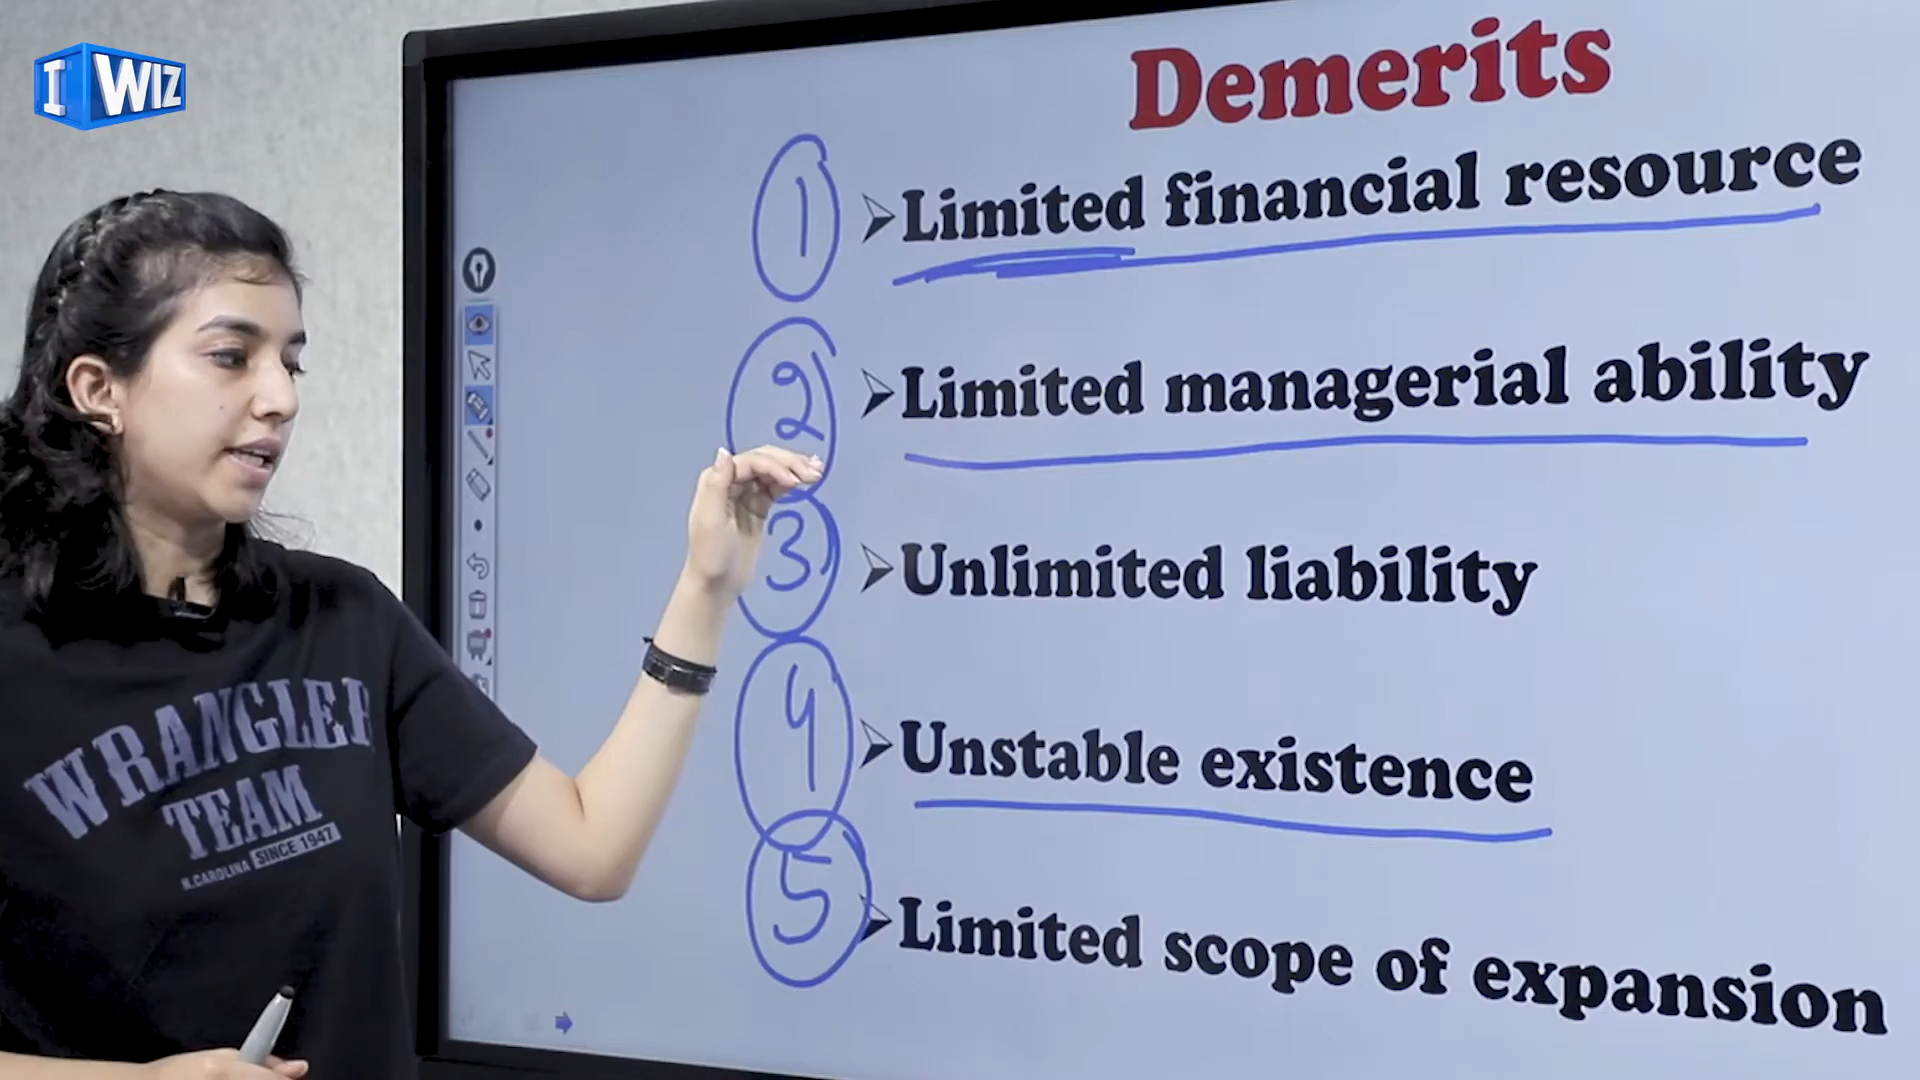 I WIZ
Demerits
1 ➢Limited financial resource
2 ➢Limited managerial ability
3 ➢Unlimited liability
4 ➢Unstable existence
5 ➢Limited scope of expansion
WRANGLER
TEAM
N.CAROLINA SINCE 1947